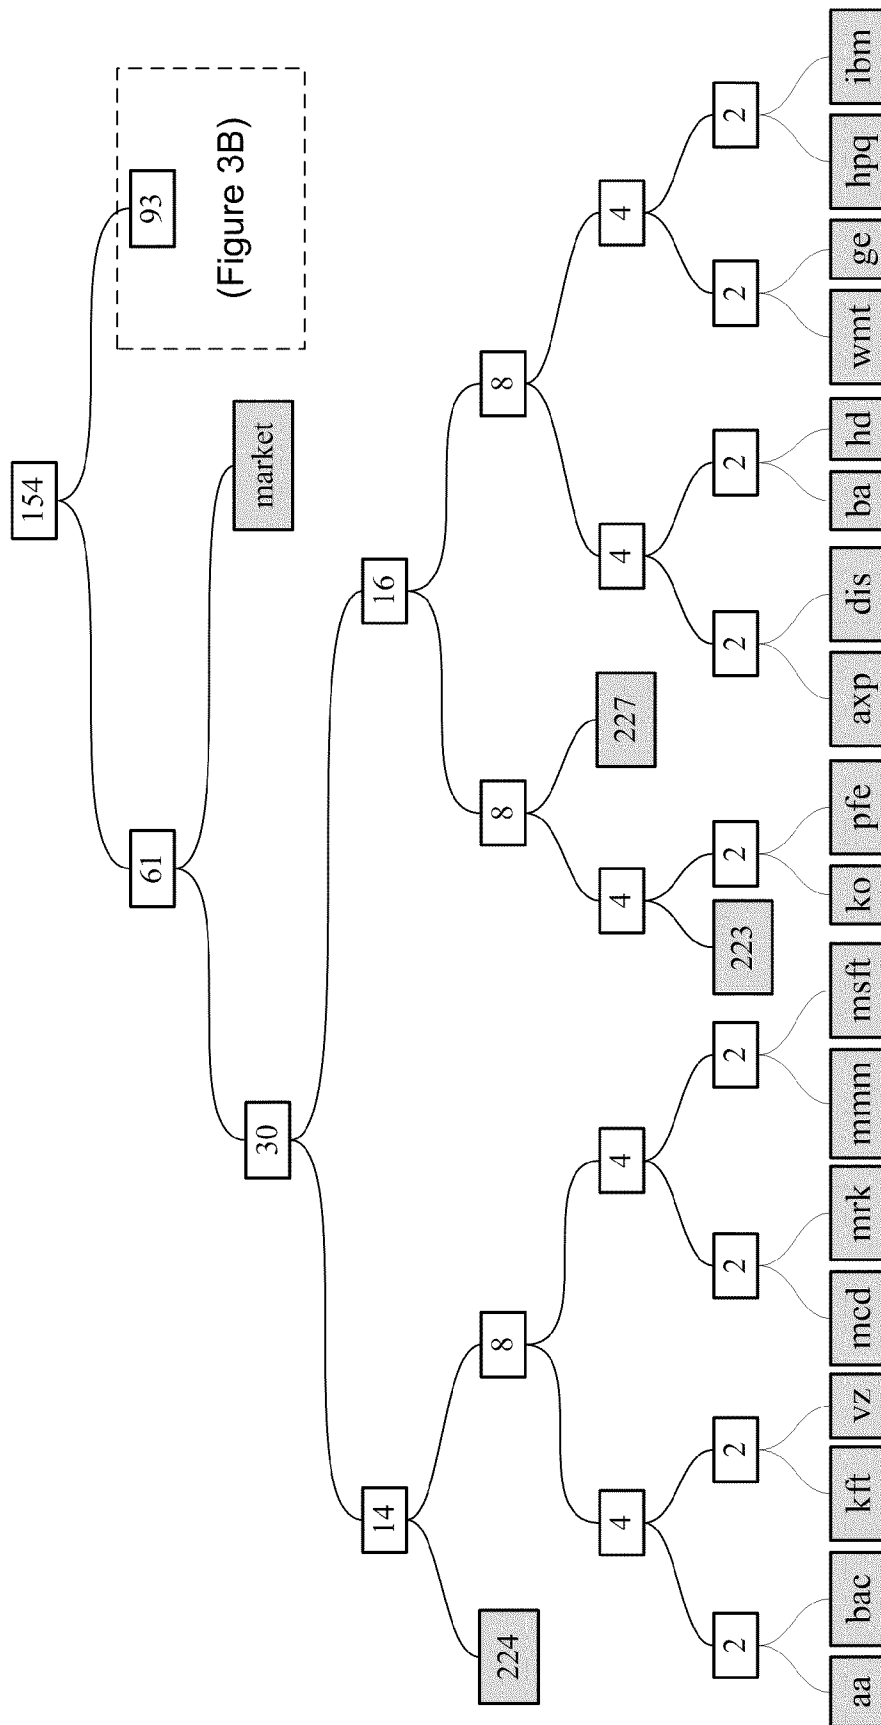 154
61
93
(Figure 3B)
30
market
14
16
224
8
8
8
4
4
4
227
4
4
2
2
2
2
223
2
2
2
2
2
aa
bac
kft
vz
mcd
mrk
mmm
msft
ko
pfe
axp
dis
ba
hd
wmt
ge
hpq
ibm